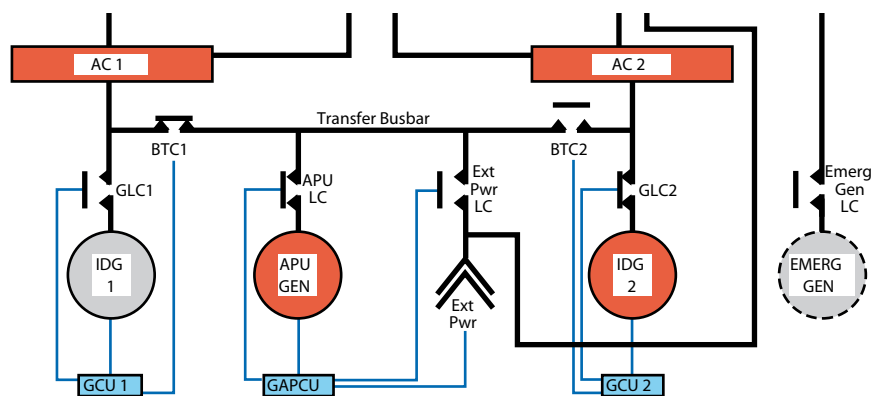 AC 1
AC 2
Transfer Busbar
BTC1
BTC2
GLC1
APU
LC
Ext
Pwr
LC
GLC2
Emerg
Gen
LC
IDG
1
APU
GEN
IDG
2
EMERG
GEN
Ext
Pwr
GCU 1
GAPCU
GCU 2